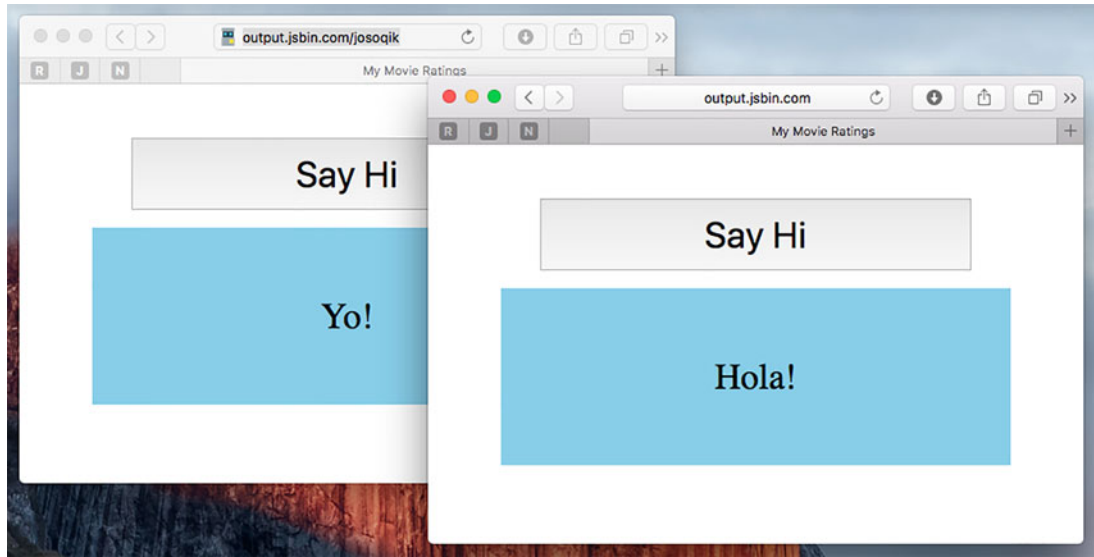 output.jsbin.com/josoqik
R J N
My Movie Ratings
Say Hi
Yo!
output.jsbin.com
R J N
My Movie Ratings
Say Hi
Hola!